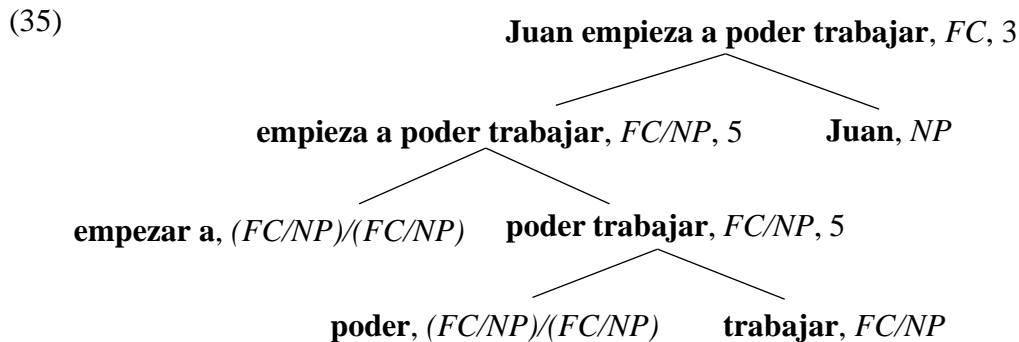 (35)
Juan empieza a poder trabajar, FC, 3
empieza a poder trabajar, FC/NP, 5 Juan, NP
empezar a, (FC/NP)/(FC/NP) poder trabajar, FC/NP, 5
poder, (FC/NP)/(FC/NP) trabajar, FC/NP